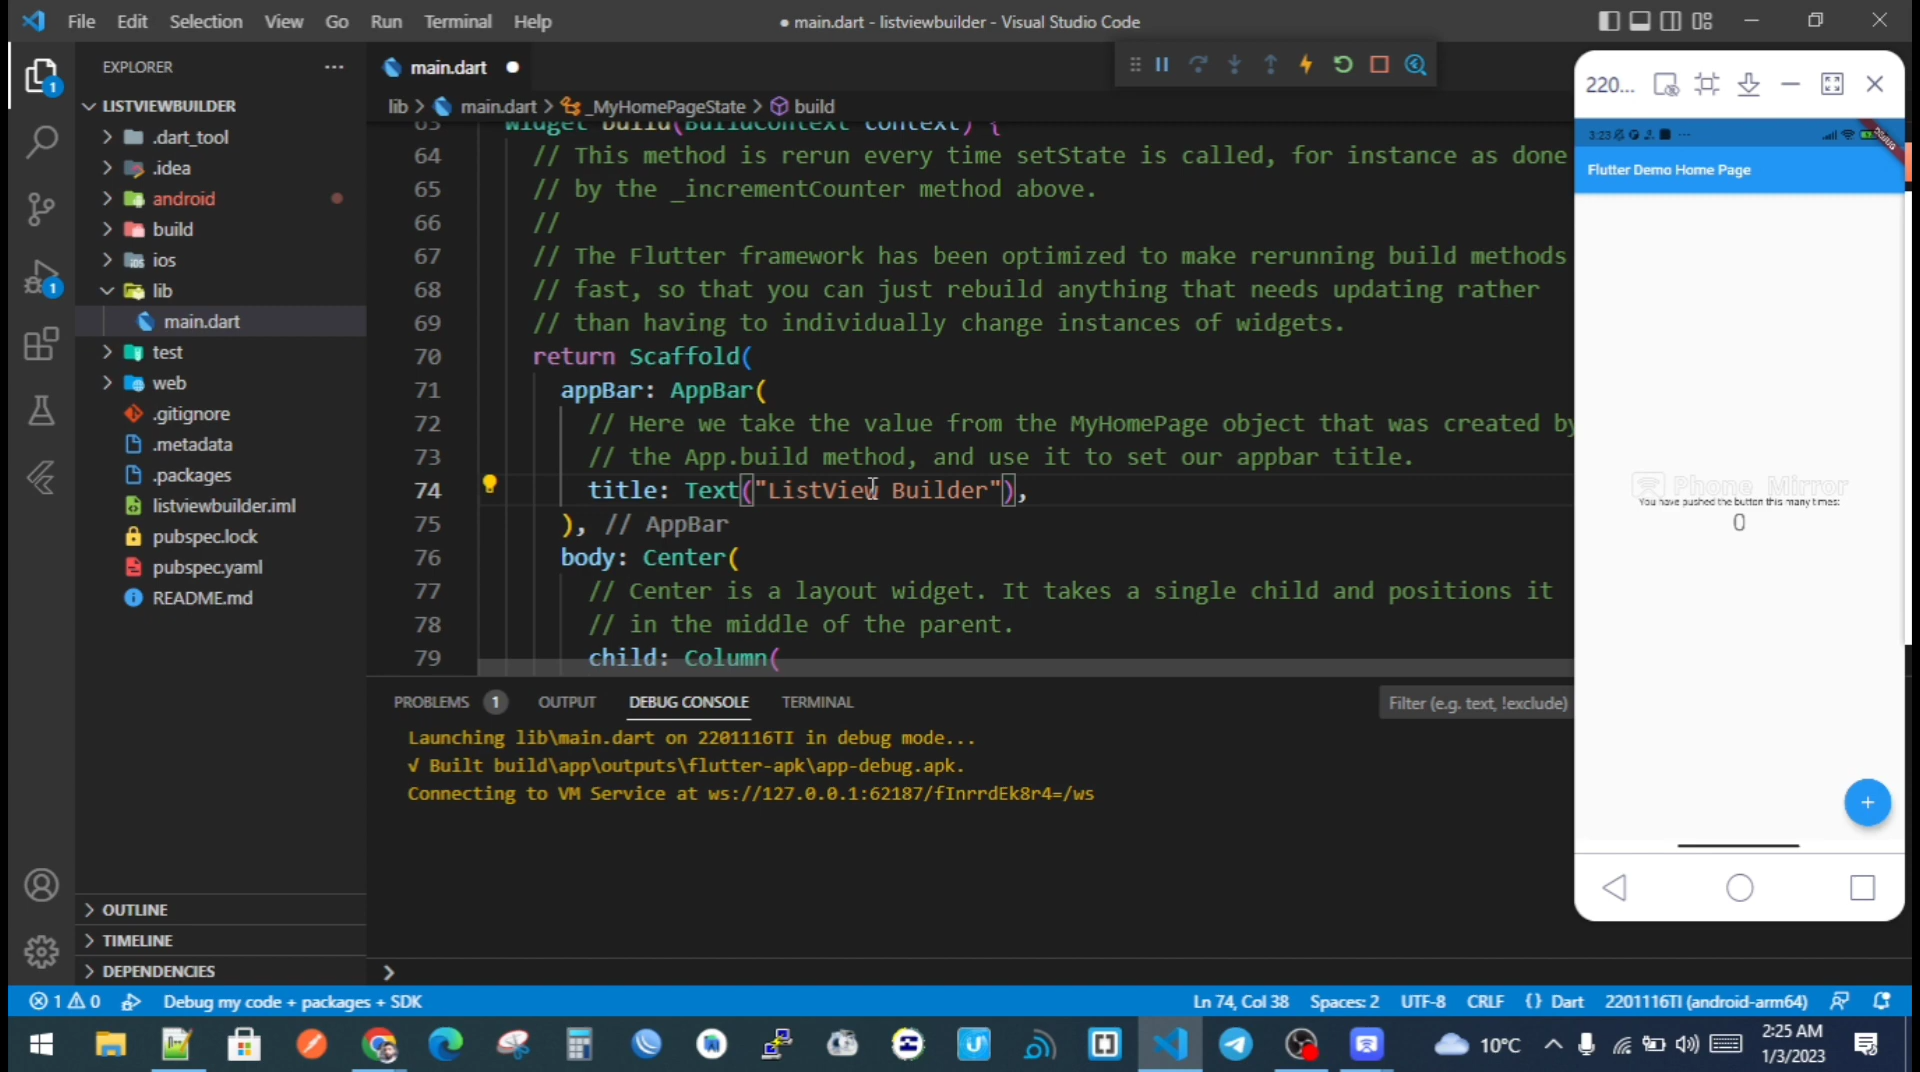 File Edit Selection View Go Run Terminal Help
● main.dart - listviewbuilder - Visual Studio Code
EXPLORER
LISTVIEWBUILDER
.dart_tool
.idea
android
build
ios
lib
main.dart
test
web
.gitignore
.metadata
.packages
listviewbuilder.iml
pubspec.lock
pubspec.yaml
README.md
OUTLINE
TIMELINE
DEPENDENCIES
main.dart
lib > main.dart > _MyHomePageState > build
63 Widget build(BuildContext context) {
64 // This method is rerun every time setState is called, for instance as done
65 // by the _incrementCounter method above.
66 //
67 // The Flutter framework has been optimized to make rerunning build methods
68 // fast, so that you can just rebuild anything that needs updating rather
69 // than having to individually change instances of widgets.
70 return Scaffold(
71 appBar: AppBar(
72 // Here we take the value from the MyHomePage object that was created by
73 // the App.build method, and use it to set our appbar title.
74 title: Text("ListView Builder"),
75 ), // AppBar
76 body: Center(
77 // Center is a layout widget. It takes a single child and positions it
78 // in the middle of the parent.
79 child: Column(
PROBLEMS 1 OUTPUT DEBUG CONSOLE TERMINAL
Filter (e.g. text, !exclude)
Launching lib\main.dart on 2201116TI in debug mode...
√ Built build\app\outputs\flutter-apk\app-debug.apk.
Connecting to VM Service at ws://127.0.0.1:62187/fInrrdEk8r4=/ws
220...
3:23
DEBUG
Flutter Demo Home Page
Phone Mirror
You have pushed the button this many times:
0
1 0 Debug my code + packages + SDK
Ln 74, Col 38 Spaces: 2 UTF-8 CRLF {} Dart 2201116TI (android-arm64)
10°C
2:25 AM
1/3/2023